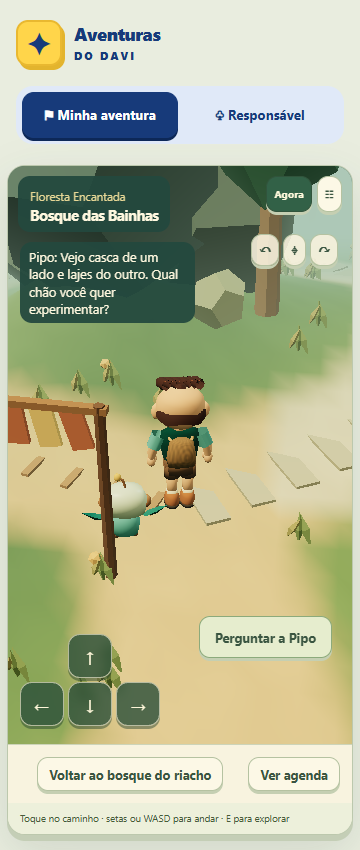 Aventuras
DO DAVI
Minha aventura
Responsável
Floresta Encantada
Bosque das Bainhas
Agora
Pipo: Vejo casca de um
lado e lajes do outro. Qual
chão você quer
experimentar?
Perguntar a Pipo
↑
← ↓ →
Voltar ao bosque do riacho
Ver agenda
Toque no caminho · setas ou WASD para andar · E para explorar